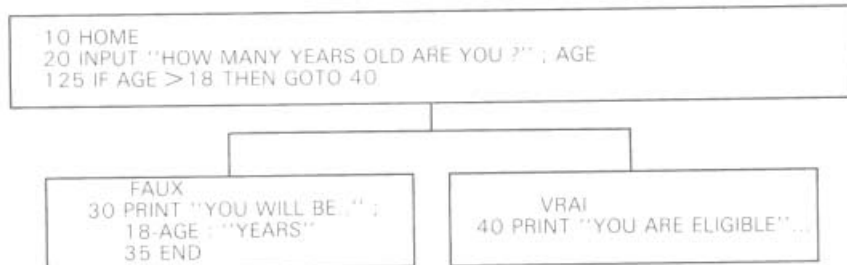 10 HOME
20 INPUT "HOW MANY YEARS OLD ARE YOU ?" ; AGE
125 IF AGE > 18 THEN GOTO 40
FAUX
30 PRINT "YOU WILL BE.." ;
18-AGE : "YEARS"
35 END
VRAI
40 PRINT "YOU ARE ELIGIBLE"...